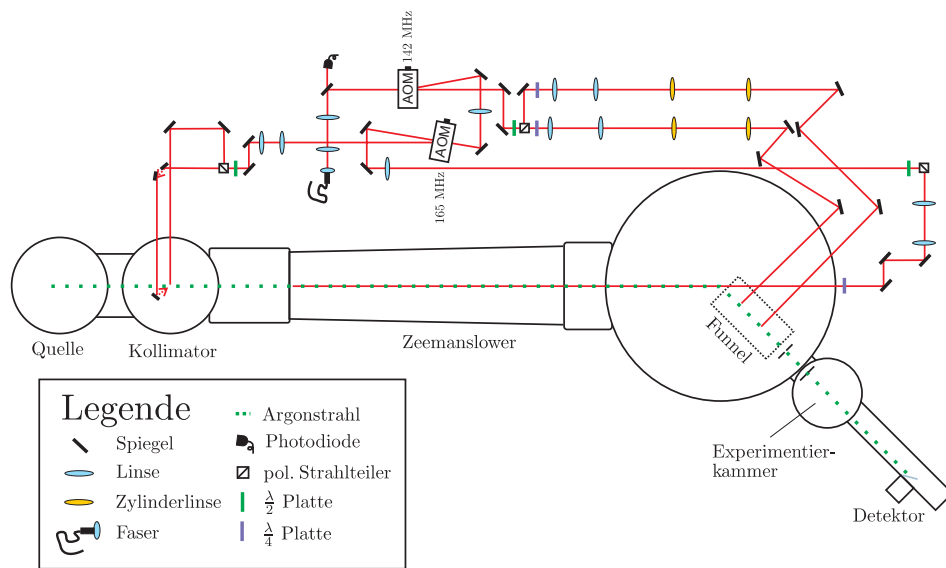 142 MHz
AOM
AOM
165 MHz
Quelle
Kollimator
Zeemanslower
Funnel
Experimentier-
kammer
Detektor
Legende
Spiegel
Linse
Zylinderlinse
Faser
Argonstrahl
Photodiode
pol. Strahlteiler
λ/2 Platte
λ/4 Platte